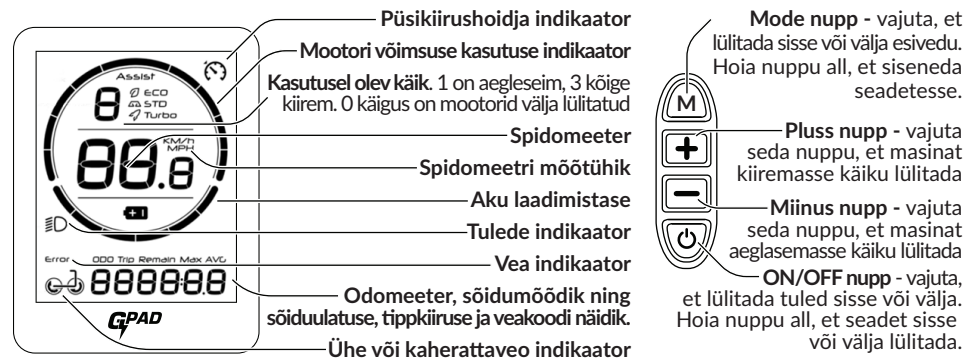 Püsikiirushoidja indikaator
Mootori võimsuse kasutuse indikaator
Kasutusel olev käik. 1 on aegleseim, 3 kõige
kiirem. 0 käigus on mootorid välja lülitatud
Spidomeeter
Spidomeetri mõõtühik
Aku laadimistase
Tulede indikaator
Vea indikaator
Odomeeter, sõidumõõdik ning
sõiduulatuse, tippkiiruse ja veakoodi näidik.
Ühe või kaherattaveo indikaator
Assist
8
ECO
STD
Turbo
KM/h
MPH
88.8
Error
ODO Trip Remain Max AVG
88888.8
GPAD
Mode nupp - vajuta, et
lülitada sisse või välja esivedu.
Hoia nuppu all, et siseneda
seadetesse.
M
Pluss nupp - vajuta
seda nuppu, et masinat
kiiremasse käiku lülitada
Miinus nupp - vajuta
seda nuppu, et masinat
aeglasemasse käiku lülitada
ON/OFF nupp - vajuta,
et lülitada tuled sisse või välja.
Hoia nuppu all, et seadet sisse
või välja lülitada.